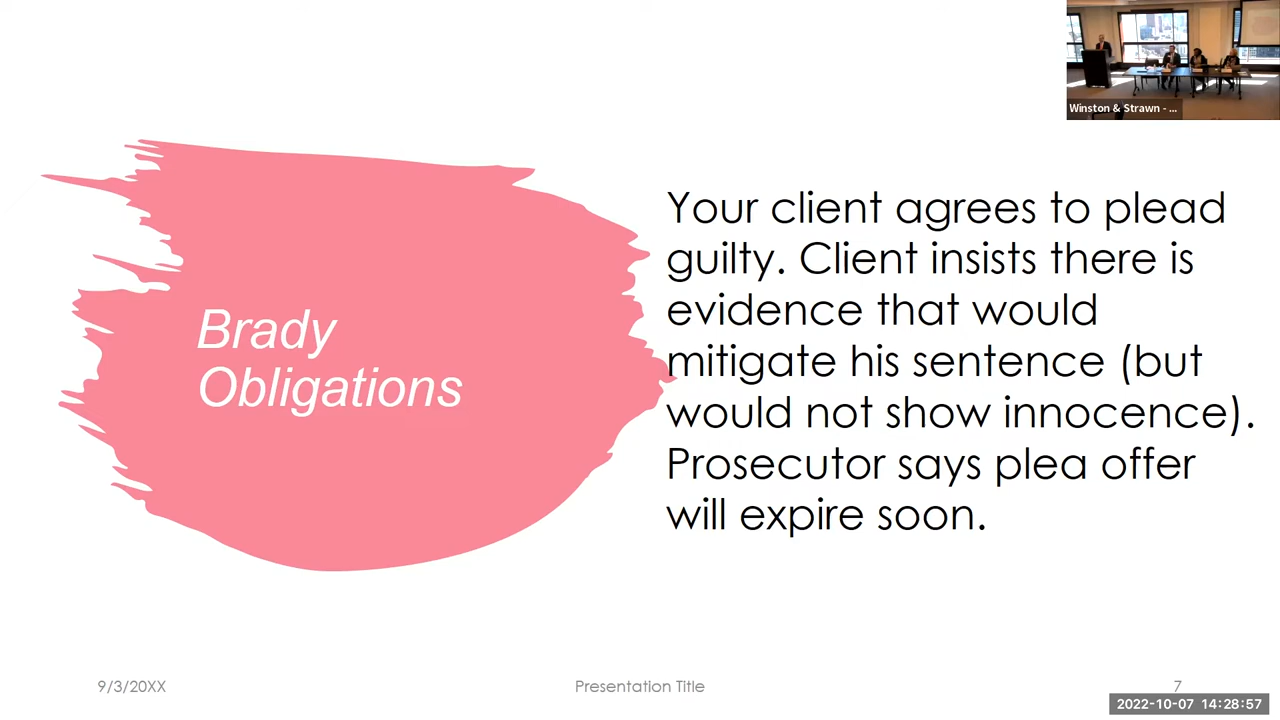 Winston & Strawn - ...
Brady
Obligations
Your client agrees to plead
guilty. Client insists there is
evidence that would
mitigate his sentence (but
would not show innocence).
Prosecutor says plea offer
will expire soon.
9/3/20XX
Presentation Title
7
2022-10-07 14:28:57